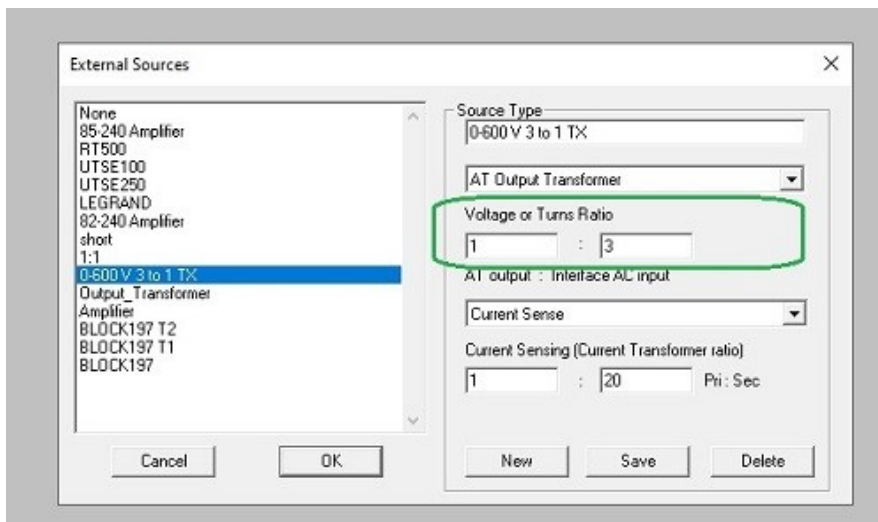 External Sources
None
85-240 Amplifier
RT500
UTSE100
UTSE250
LEGRAND
82-240 Amplifier
short
1:1
0-600 V 3 to 1 TX
Output_Transformer
Amplifier
BLOCK197 T2
BLOCK197 T1
BLOCK197
Cancel
OK
Source Type
0-600 V 3 to 1 TX
AT Output Transformer
Voltage or Turns Ratio
1 : 3
AT output : Interface AC input
Current Sense
Current Sensing (Current Transformer ratio)
1 : 20 Pri : Sec
New Save Delete